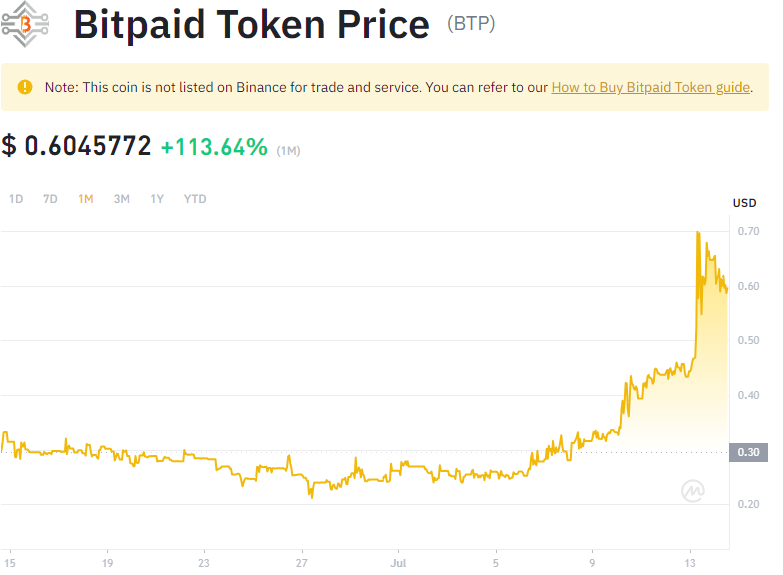 Bitpaid Token Price (BTP)
Note: This coin is not listed on Binance for trade and service. You can refer to our How to Buy Bitpaid Token guide.
$ 0.6045772 +113.64% (1M)
1D 7D 1M 3M 1Y YTD
USD
0.70
0.60
0.50
0.40
0.30
0.20
15 19 23 27 Jul 5 9 13